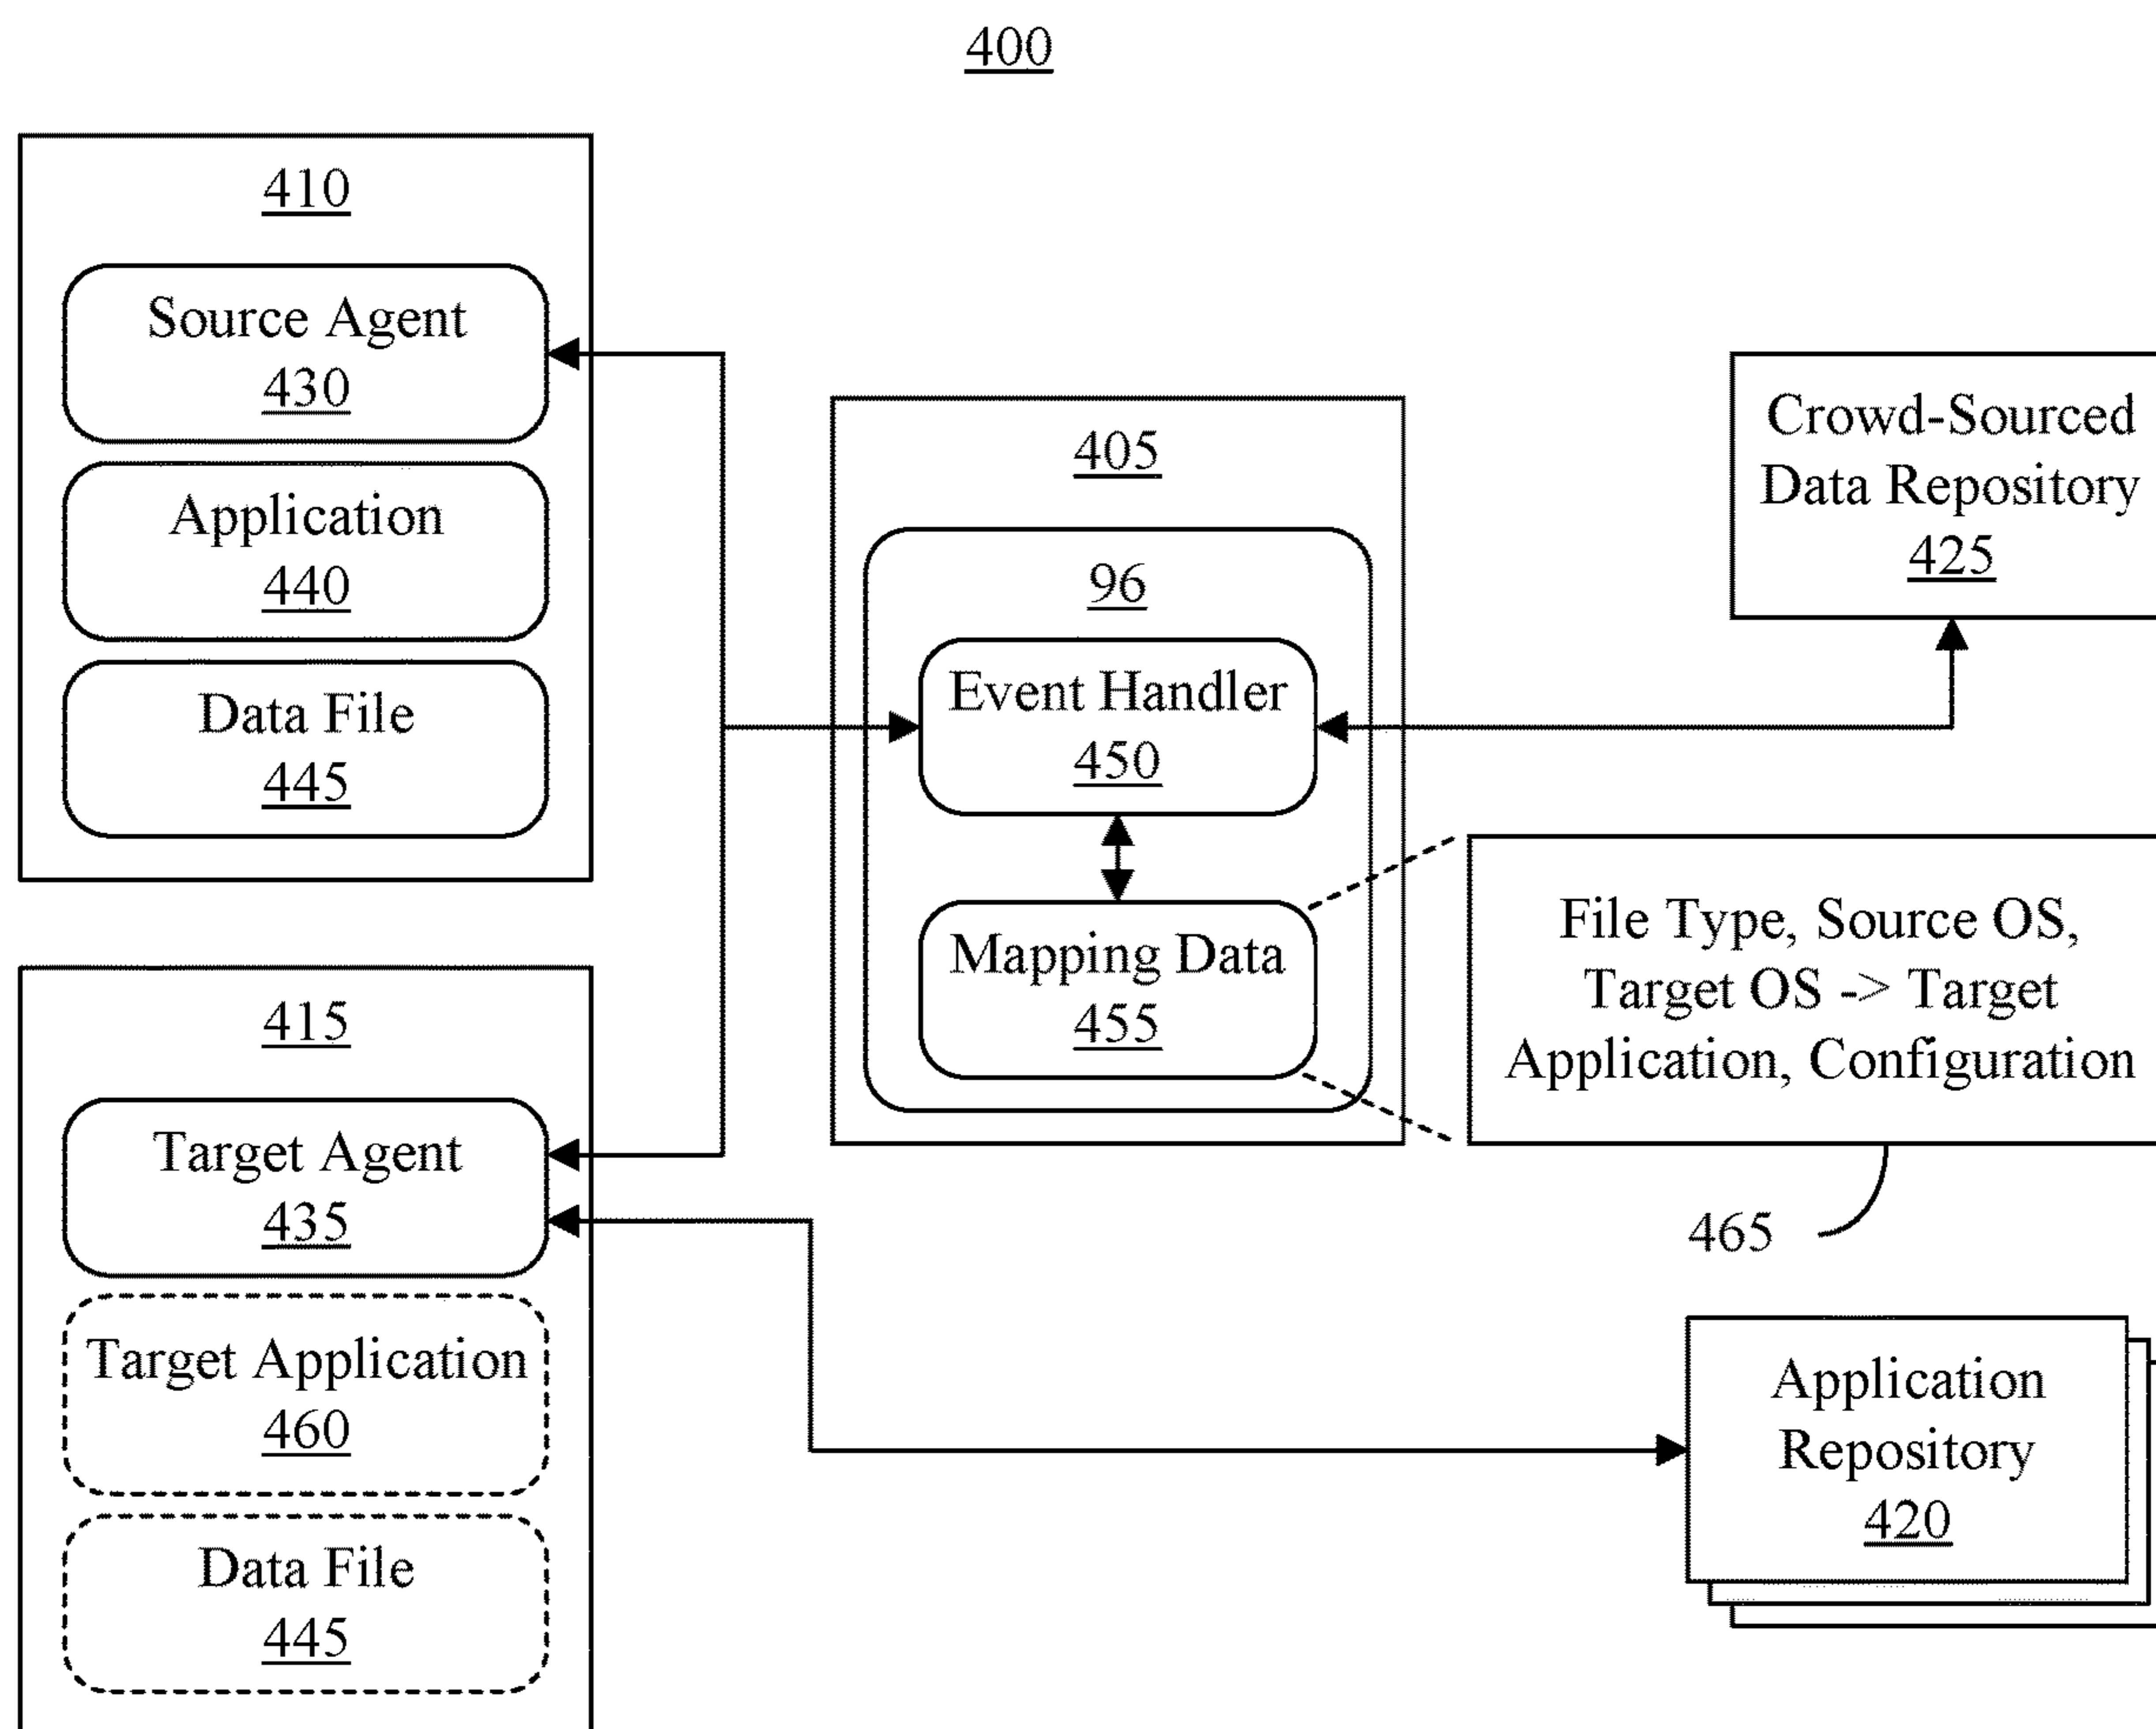 400
410
Source Agent
430
Application
440
Data File
445
405
96
Event Handler
450
Mapping Data
455
Crowd-Sourced
Data Repository
425
File Type, Source OS,
Target OS -> Target
Application, Configuration
465
415
Target Agent
435
Target Application
460
Data File
445
Application
Repository
420